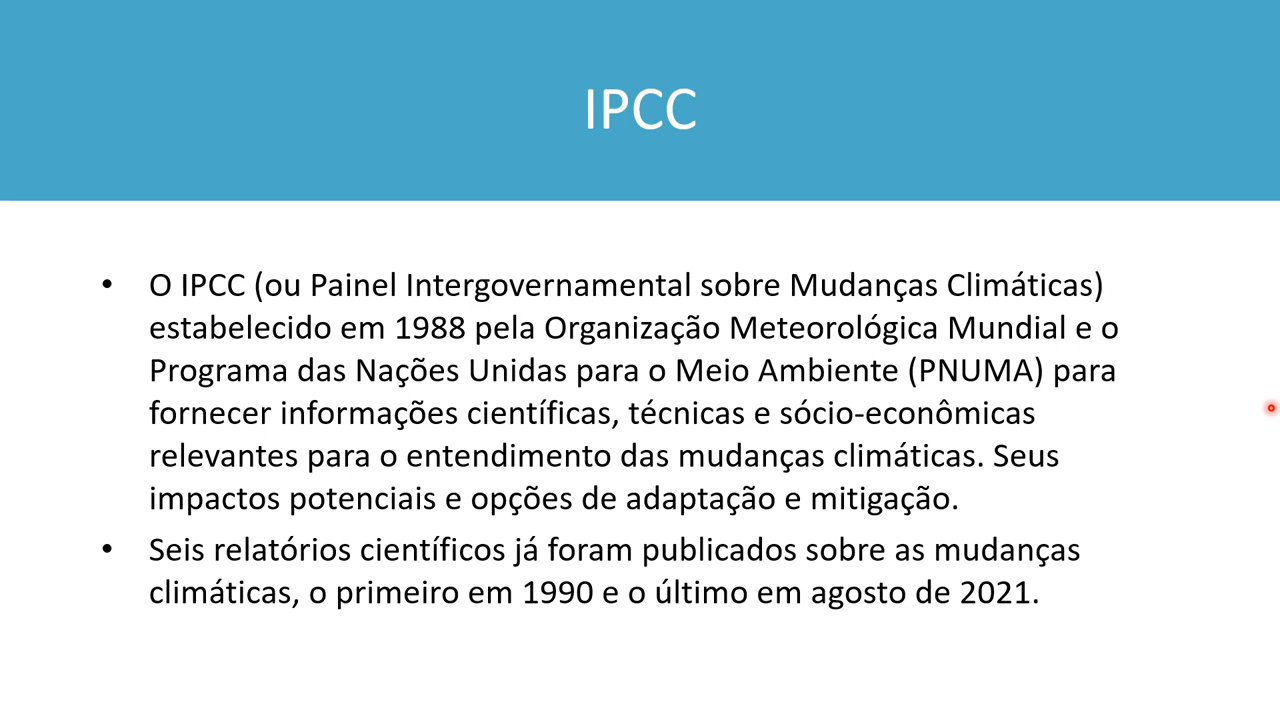 IPCC
• O IPCC (ou Painel Intergovernamental sobre Mudanças Climáticas)
estabelecido em 1988 pela Organização Meteorológica Mundial e o
Programa das Nações Unidas para o Meio Ambiente (PNUMA) para
fornecer informações científicas, técnicas e sócio-econômicas
relevantes para o entendimento das mudanças climáticas. Seus
impactos potenciais e opções de adaptação e mitigação.
• Seis relatórios científicos já foram publicados sobre as mudanças
climáticas, o primeiro em 1990 e o último em agosto de 2021.